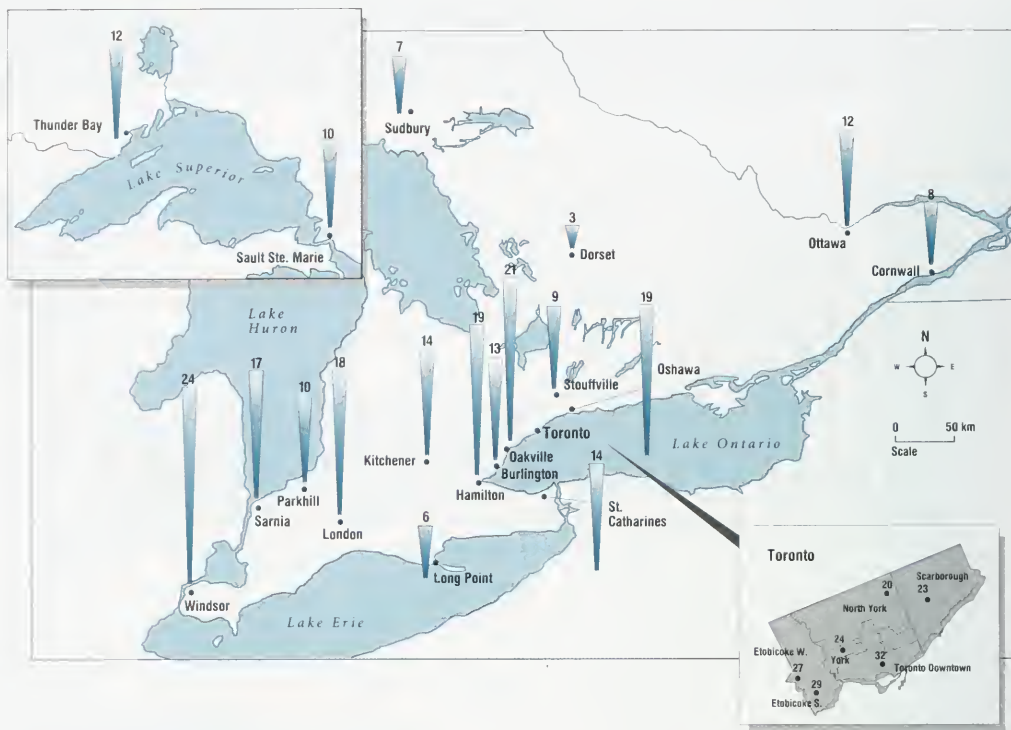 12
Thunder Bay
Lake Superior
10
Sault Ste. Marie
7
Sudbury
12
Ottawa
8
Cornwall
3
Dorset
21
9
19
Stouffville
Oshawa
Lake
Huron
19
13
14
18
17
10
24
Toronto
Lake Ontario
Kitchener
Oakville
Burlington
Hamilton
14
St.
Catharines
Parkhill
Sarnia
London
6
Long Point
Windsor
Lake Erie
N
W
E
S
0
50 km
Scale
Toronto
20
North York
Scarborough
23
24
York
32
Toronto Downtown
Etobicoke W.
27
29
Etobicoke S.